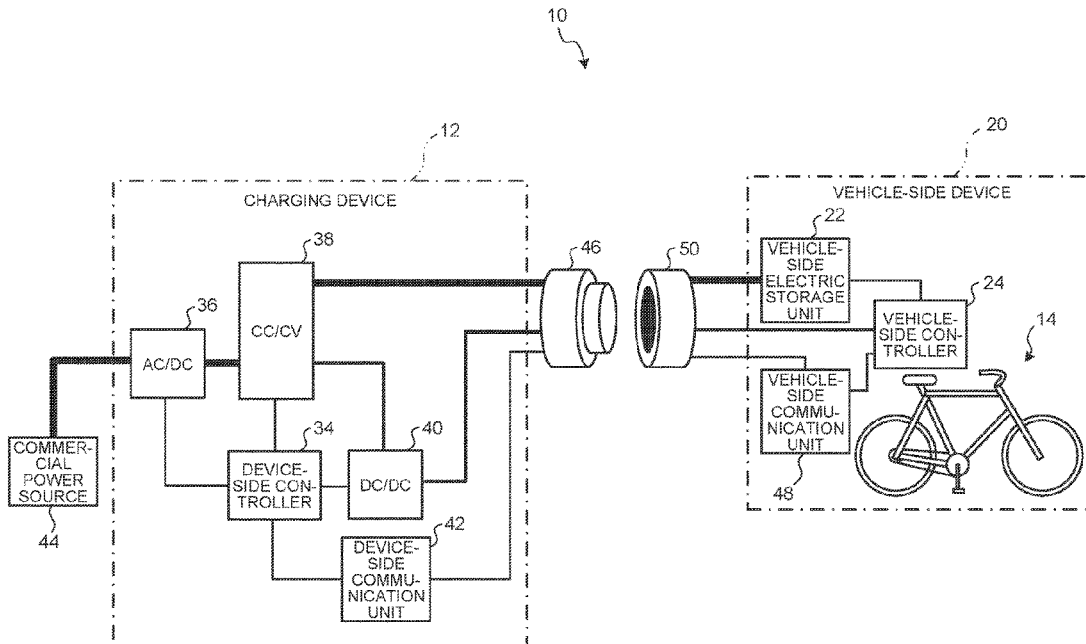 10
12
20
CHARGING DEVICE
VEHICLE-SIDE DEVICE
38
46
50
22
VEHICLE-
SIDE
ELECTRIC
STORAGE
UNIT
24
36
CC/CV
14
AC/DC
VEHICLE-
SIDE CON-
TROLLER
34
40
VEHICLE-
SIDE
COMMU-
NICATION
UNIT
COMMER-
CIAL
POWER
SOURCE
DEVICE-
SIDE CON-
TROLLER
DC/DC
48
44
42
DEVICE-
SIDE
COMMU-
NICATION
UNIT